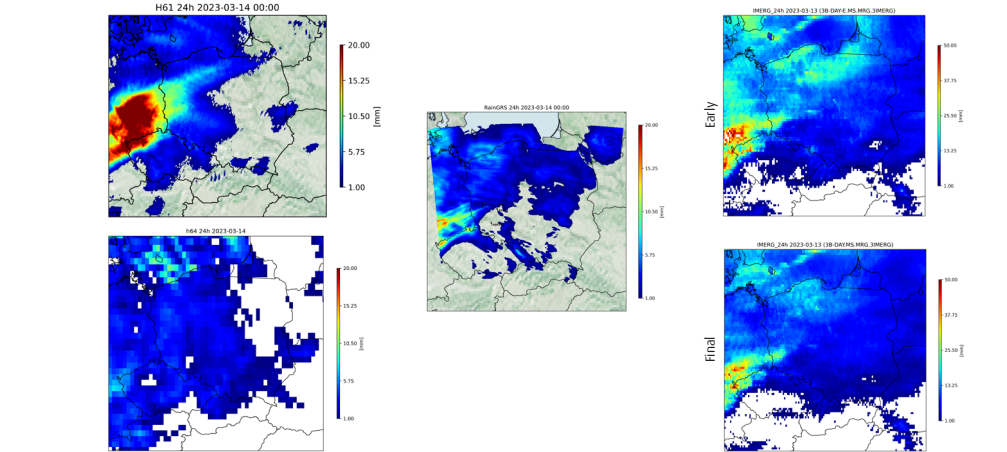 H61 24h 2023-03-14 00:00
20.00
15.25
10.50
5.75
1.00
[mm]
h64 24h 2023-03-14
20.00
15.25
10.50
5.75
1.00
[mm]
RainGRS 24h 2023-03-14 00:00
20.00
15.25
10.50
5.75
1.00
[mm]
Early
IMERG_24h 2023-03-13 (3B-DAY-E.MS.MRG.3IMERG)
50.00
37.75
25.50
13.25
1.00
[mm]
Final
IMERG_24h 2023-03-13 (3B-DAY.MS.MRG.3IMERG)
50.00
37.75
25.50
13.25
1.00
[mm]